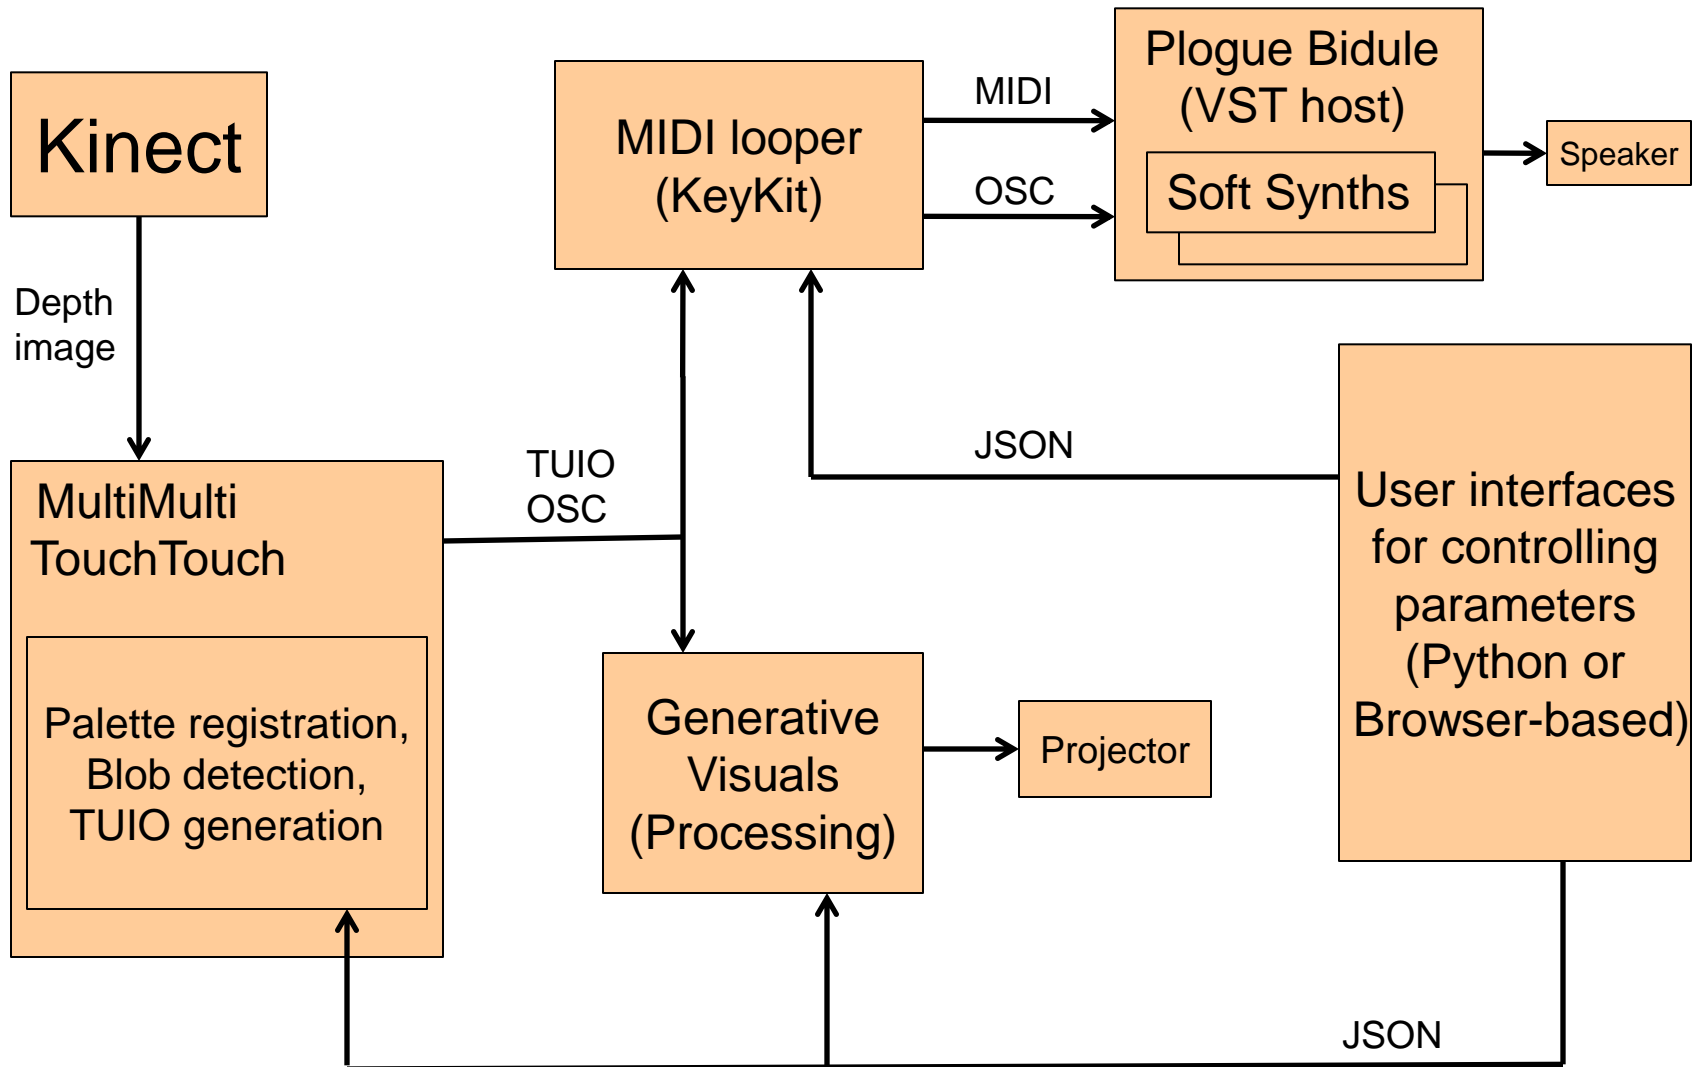 Kinect
Depth
image
MultiMulti
TouchTouch
Palette registration,
Blob detection,
TUIO generation
TUIO
OSC
MIDI looper
(KeyKit)
MIDI
OSC
Plogue Bidule
(VST host)
Soft Synths
Speaker
JSON
Generative
Visuals
(Processing)
Projector
User interfaces
for controlling
parameters
(Python or
Browser-based)
JSON